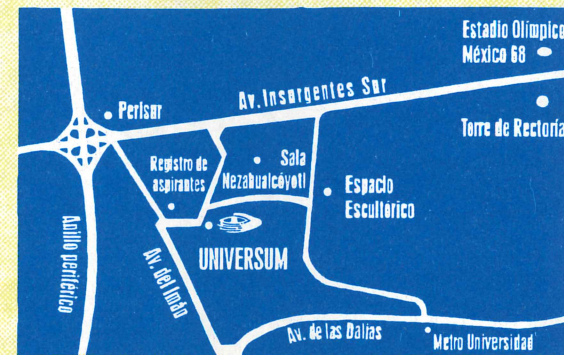 Estadio Olímpico
México 68
Av. Insurgentes Sur
Perisur
Torre de Rectoría
Registro de
aspirantes
Sala
Nezahualcóyotl
Espacio
Escultórico
UNIVERSUM
Anillo periférico
Av. del Imán
Av. de las Dalias
Metro Universidad